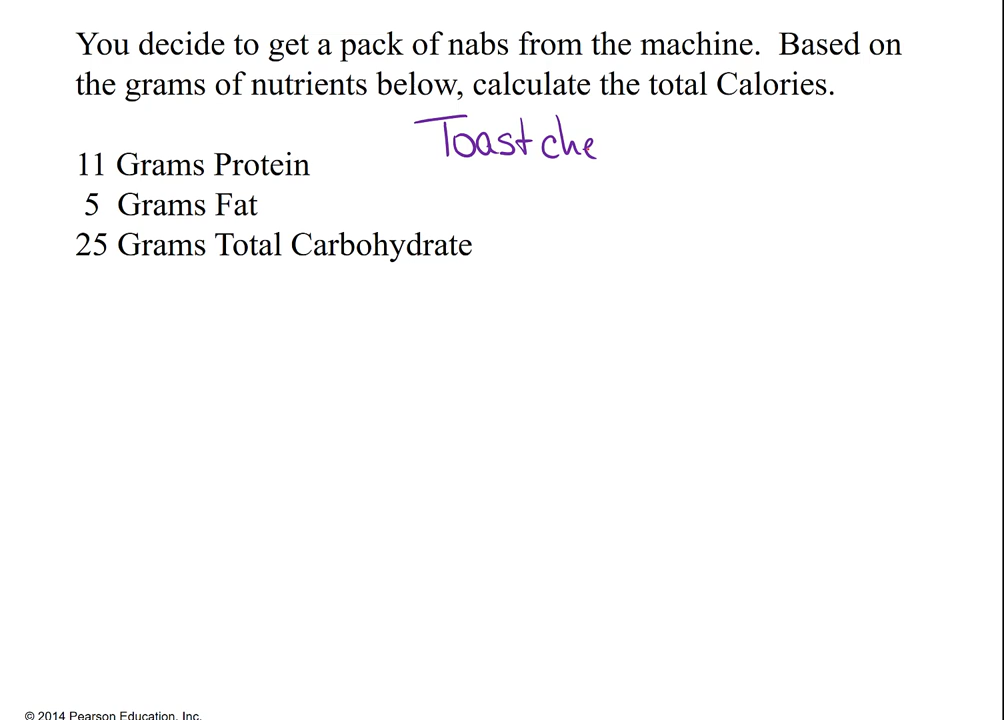 You decide to get a pack of nabs from the machine. Based on
the grams of nutrients below, calculate the total Calories.
Toastche
11 Grams Protein
5 Grams Fat
25 Grams Total Carbohydrate
© 2014 Pearson Education, Inc.